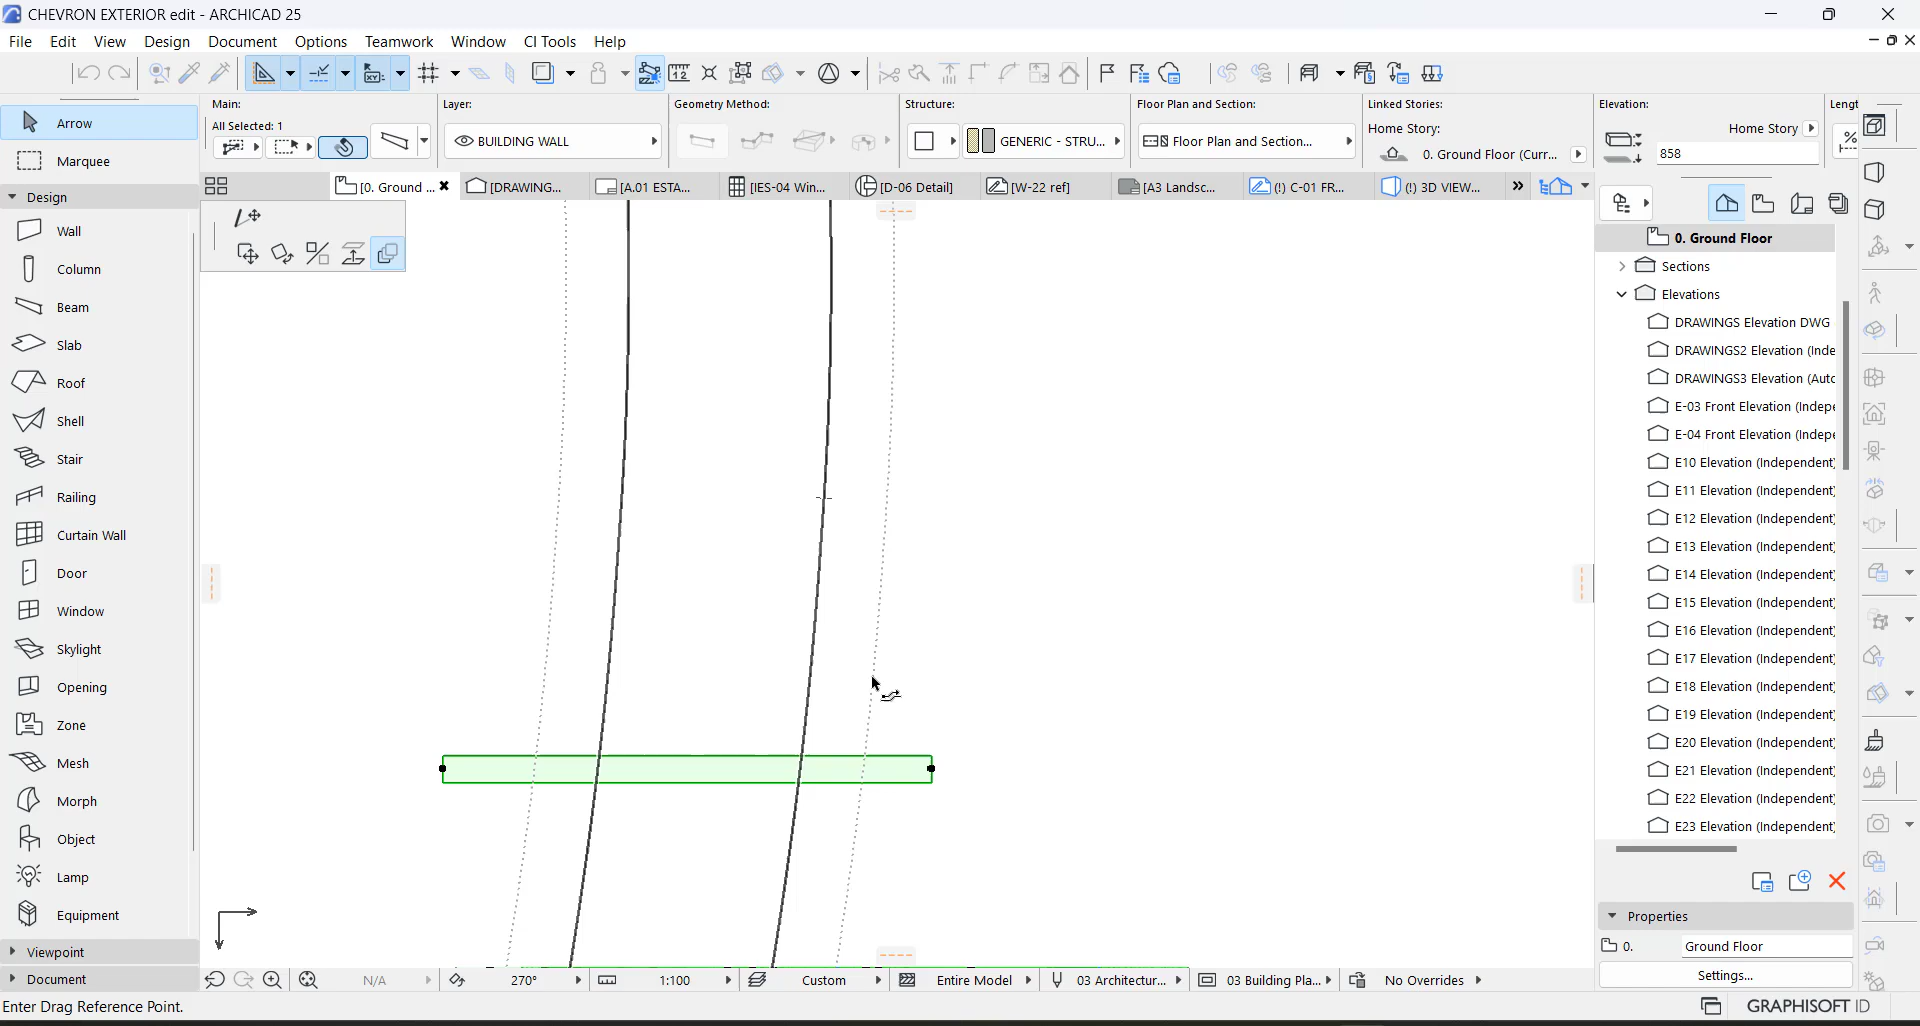 CHEVRON EXTERIOR edit - ARCHICAD 25
File Edit View Design Document Options Teamwork Window CI Tools Help
Main:
All Selected: 1
Layer:
BUILDING WALL
Geometry Method:
Structure:
GENERIC - STRU...
Floor Plan and Section:
Floor Plan and Section...
Linked Stories:
Home Story:
0. Ground Floor (Curr...
Elevation:
Home Story
858
Lengt
Arrow
Marquee
Design
Wall
Column
Beam
Slab
Roof
Shell
Stair
Railing
Curtain Wall
Door
Window
Skylight
Opening
Zone
Mesh
Morph
Object
Lamp
Equipment
Viewpoint
Document
[0. Ground ...
[DRAWING...
[A.01 ESTA...
[IES-04 Win...
[D-06 Detail]
[W-22 ref]
[A3 Landsc...
(!) C-01 FR...
(!) 3D VIEW...
0. Ground Floor
Sections
Elevations
DRAWINGS Elevation DWG
DRAWINGS2 Elevation (Inde
DRAWINGS3 Elevation (Auto
E-03 Front Elevation (Indepe
E-04 Front Elevation (Indepe
E10 Elevation (Independent)
E11 Elevation (Independent)
E12 Elevation (Independent)
E13 Elevation (Independent)
E14 Elevation (Independent)
E15 Elevation (Independent)
E16 Elevation (Independent)
E17 Elevation (Independent)
E18 Elevation (Independent)
E19 Elevation (Independent)
E20 Elevation (Independent)
E21 Elevation (Independent)
E22 Elevation (Independent)
E23 Elevation (Independent)
Properties
0. Ground Floor
Settings...
N/A 270° 1:100 Custom Entire Model 03 Architectur... 03 Building Pla... No Overrides
Enter Drag Reference Point.
GRAPHISOFT ID